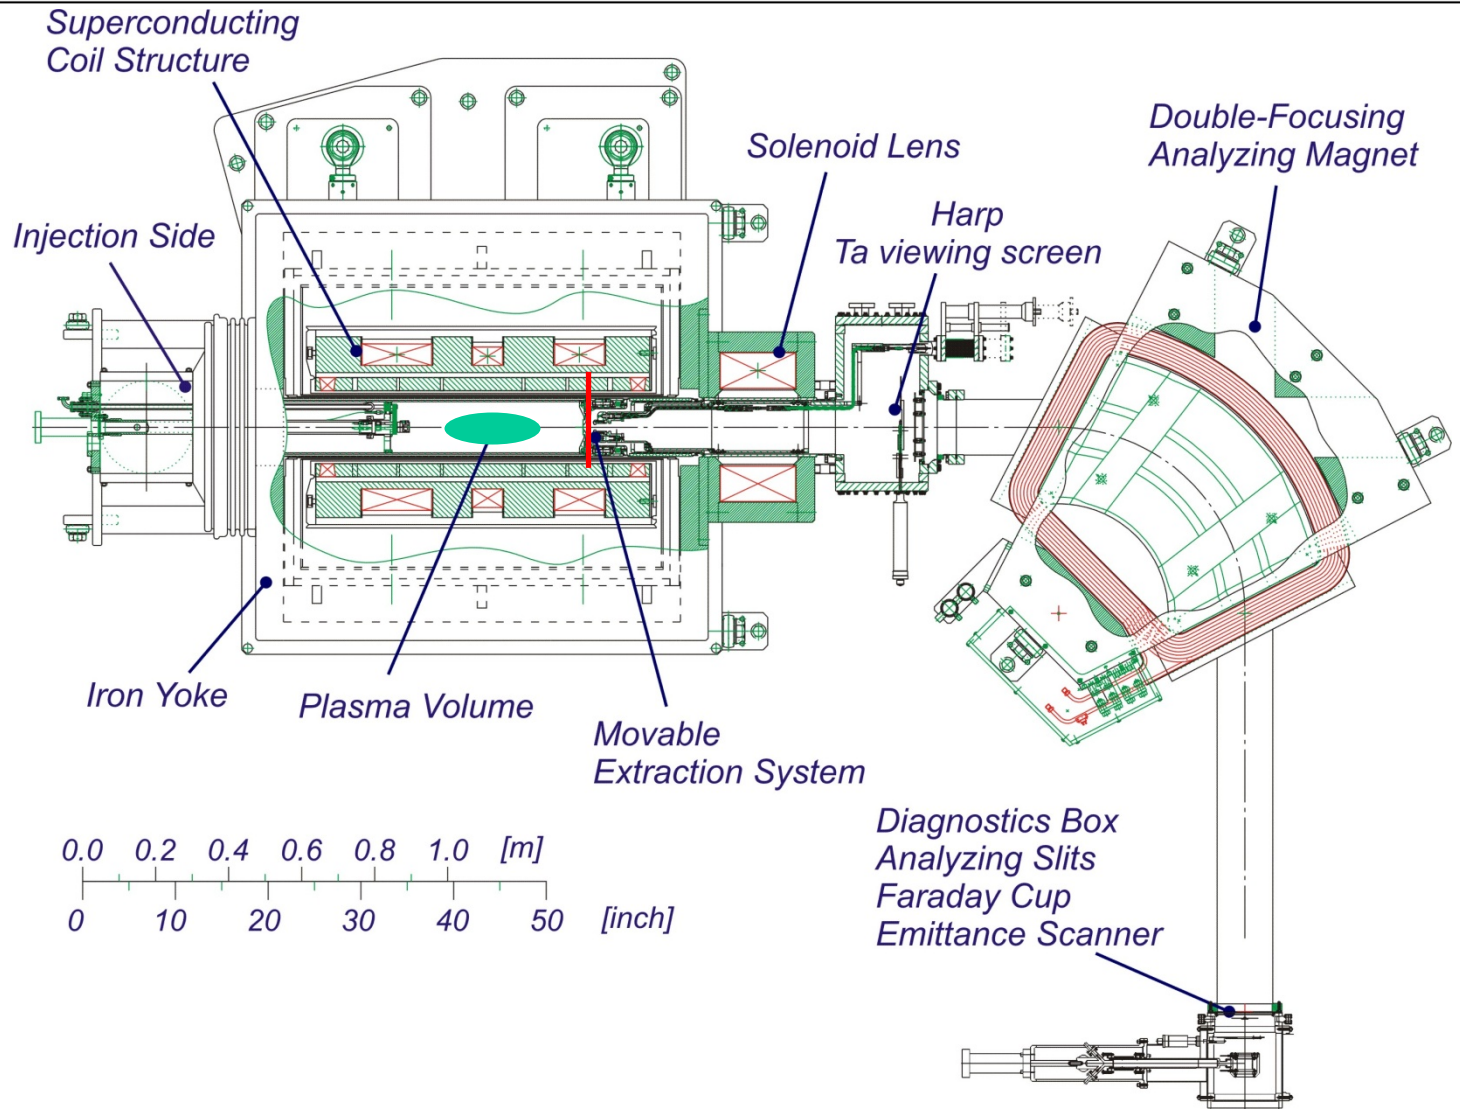 Superconducting
Coil Structure
Double-Focusing
Analyzing Magnet
Solenoid Lens
Harp
Ta viewing screen
Injection Side
Iron Yoke
Plasma Volume
Movable
Extraction System
Diagnostics Box
Analyzing Slits
Faraday Cup
Emittance Scanner
0.0 0.2 0.4 0.6 0.8 1.0 [m]
0 10 20 30 40 50 [inch]